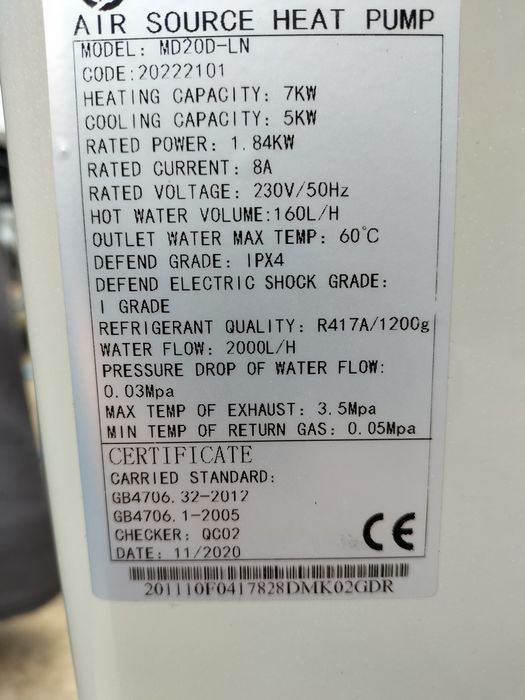 AIR SOURCE HEAT PUMP
MODEL: MD20D-LN
CODE:20222101
HEATING CAPACITY: 7KW
COOLING CAPACITY: 5KW
RATED POWER: 1.84KW
RATED CURRENT: 8A
RATED VOLTAGE: 230V/50Hz
HOT WATER VOLUME:160L/H
OUTLET WATER MAX TEMP: 60℃
DEFEND GRADE: IPX4
DEFEND ELECTRIC SHOCK GRADE:
I GRADE
REFRIGERANT QUALITY: R417A/1200g
WATER FLOW: 2000L/H
PRESSURE DROP OF WATER FLOW:
0.03Mpa
MAX TEMP OF EXHAUST: 3.5Mpa
MIN TEMP OF RETURN GAS: 0.05Mpa
CERTIFICATE
CARRIED STANDARD:
GB4706.32-2012
GB4706.1-2005
CHECKER: QC02
DATE: 11/2020
CE
201110F0417828DMK02GDR